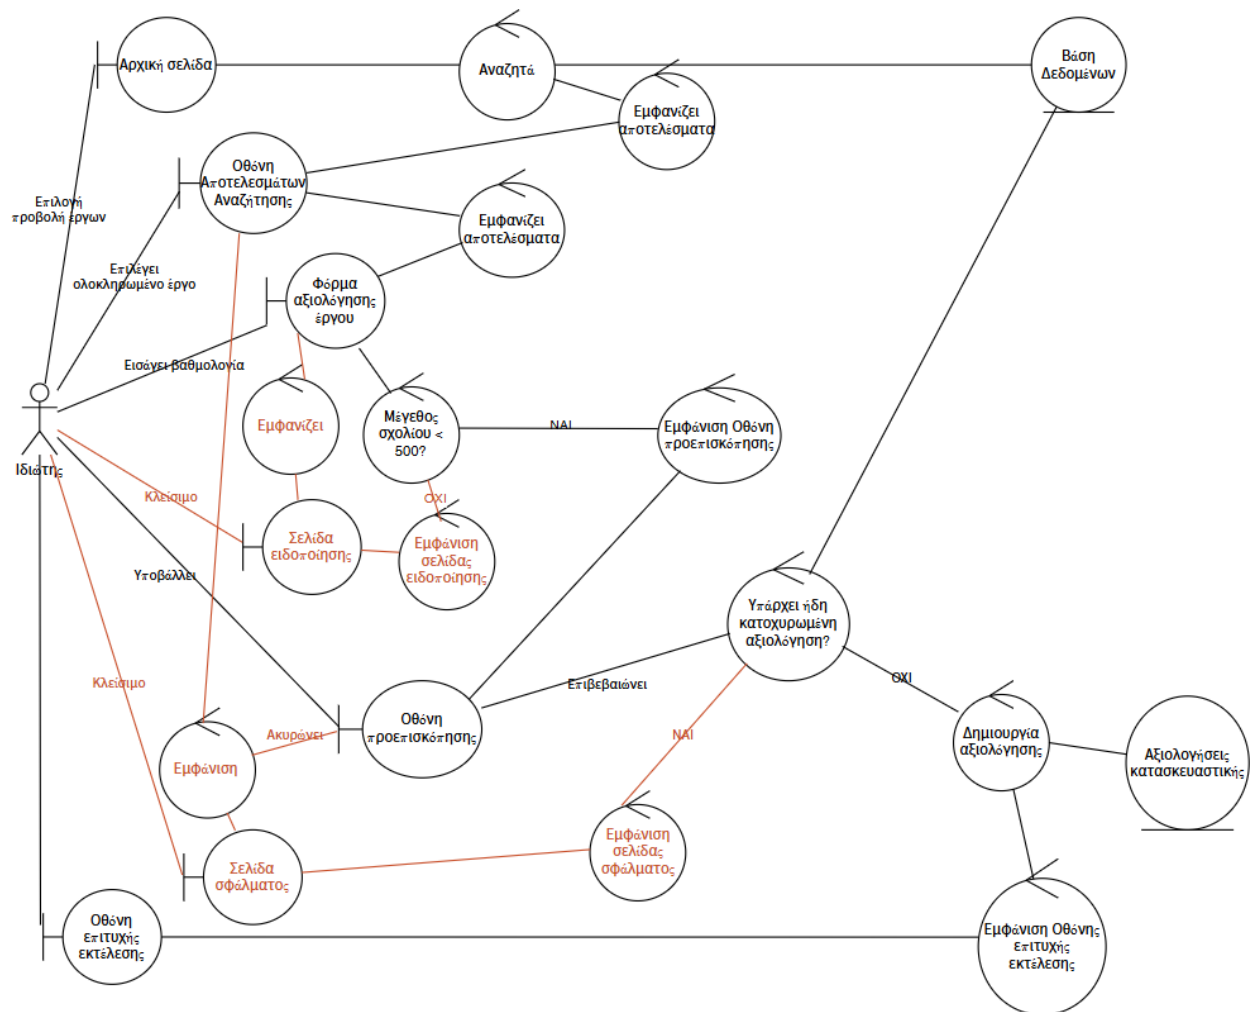 Αρχική σελίδα
Αναζητά
Βάση
Δεδομένων
Εμφανίζει
αποτελέσματα
Οθόνη
Αποτελεσμάτων
Αναζήτησης
Επιλογή
προβολή έργων
Εμφανίζει
αποτελέσματα
Επιλέγει
ολοκληρωμένο έργο
Φόρμα
αξιολόγησης
έργου
Εισάγει βαθμολογία
Ιδιώτης
Εμφανίζει
Μέγεθος
σχολίου <
500?
ΝΑΙ
Εμφάνιση Οθόνη
προεπισκόπησης
Κλείσιμο
ΟΧΙ
Σελίδα
ειδοποίησης
Εμφάνιση
σελίδας
ειδοποίησης
Υποβάλλει
Υπάρχει ήδη
κατοχυρωμένη
αξιολόγηση?
Κλείσιμο
Επιβεβαιώνει
ΟΧΙ
Οθόνη
προεπισκόπησης
Ακυρώνει
ΝΑΙ
Δημιουργία
αξιολόγησης
Αξιολογήσεις
κατασκευαστικής
Εμφάνιση
Εμφάνιση
σελίδας
σφάλματος
Σελίδα
σφάλματος
Οθόνη
επιτυχής
εκτέλεσης
Εμφάνιση Οθόνης
επιτυχής
εκτέλεσης